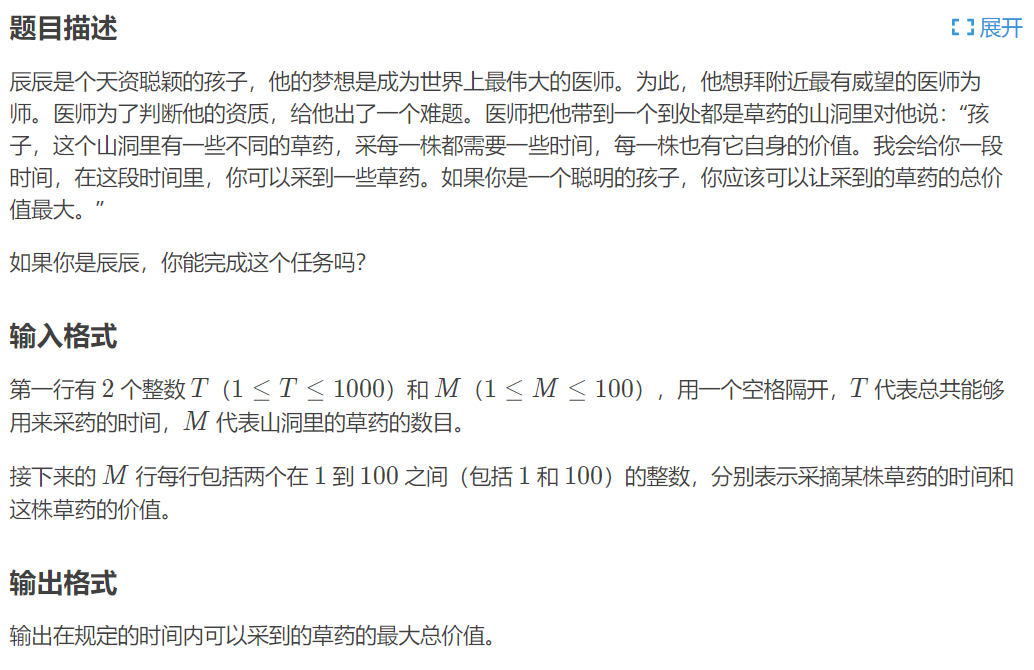 题目描述
展开
辰辰是个天资聪颖的孩子，他的梦想是成为世界上最伟大的医师。为此，他想拜附近最有威望的医师为
师。医师为了判断他的资质，给他出了一个难题。医师把他带到一个到处都是草药的山洞里对他说：“孩
子，这个山洞里有一些不同的草药，采每一株都需要一些时间，每一株也有它自身的价值。我会给你一段
时间，在这段时间里，你可以采到一些草药。如果你是一个聪明的孩子，你应该可以让采到的草药的总价
值最大。”
如果你是辰辰，你能完成这个任务吗？
输入格式
第一行有 2 个整数 T（1 ≤ T ≤ 1000）和 M（1 ≤ M ≤ 100），用一个空格隔开，T 代表总共能够
用来采药的时间，M 代表山洞里的草药的数目。
接下来的 M 行每行包括两个在 1 到 100 之间（包括 1 和 100）的整数，分别表示采摘某株草药的时间和
这株草药的价值。
输出格式
输出在规定的时间内可以采到的草药的最大总价值。